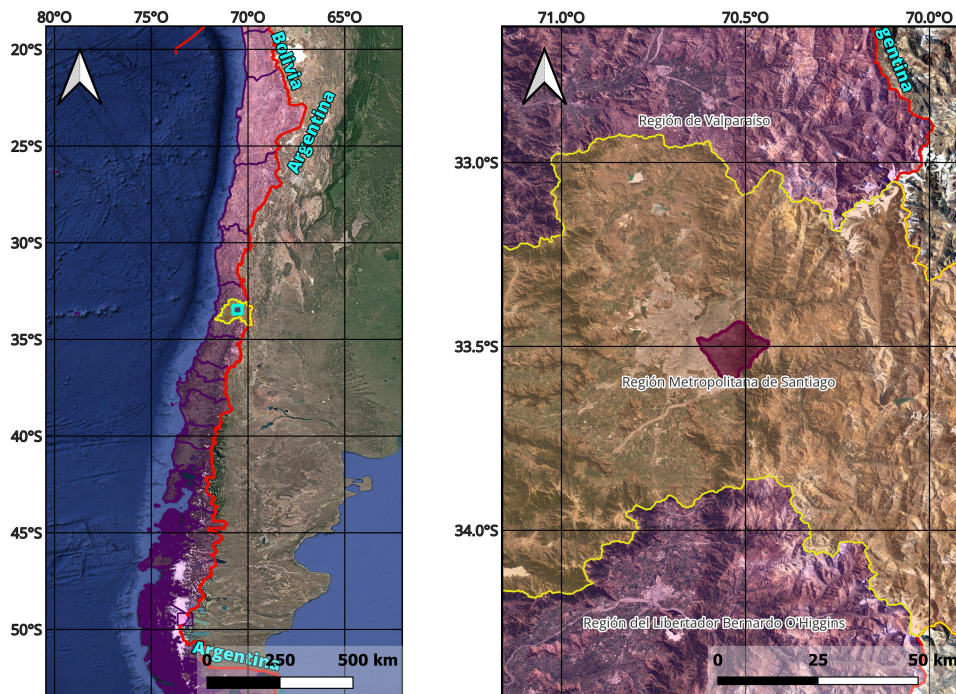 80°O 75°O 70°O 65°O
20°S
25°S
30°S
35°S
40°S
45°S
50°S
Bolivia
Argentina
Argentina
0 250 500 km
71.0°O 70.5°O 70.0°O
33.0°S
33.5°S
34.0°S
gentina
Región de Valparaíso
Región Metropolitana de Santiago
Región del Libertador Bernardo O'Higgins
0 25 50 km